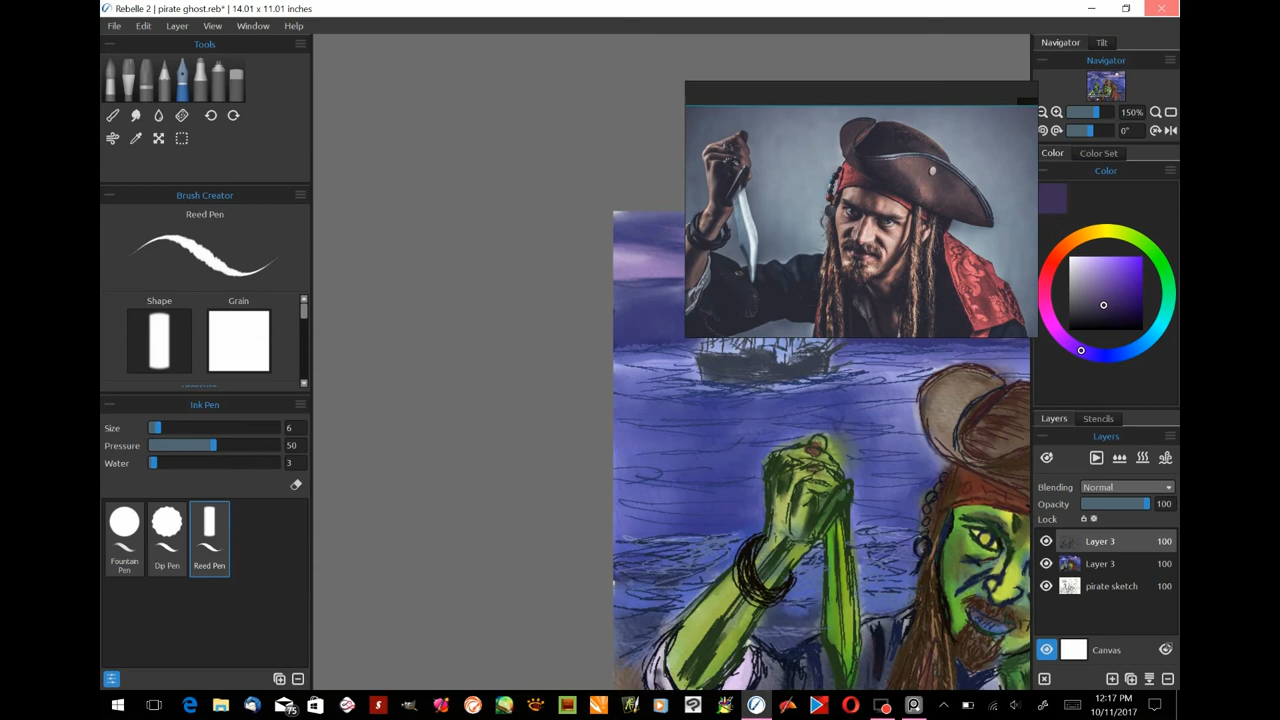 Rebelle 2 | pirate ghost.reb* | 14.01 x 11.01 inches
File Edit Layer View Window Help
Tools
Brush Creator
Reed Pen
Shape Grain
Ink Pen
Size 6
Pressure 50
Water 3
Fountain Pen
Dip Pen
Reed Pen
Navigator Tilt
Navigator
150%
0°
Color Color Set
Color
Layers Stencils
Layers
Blending Normal
Opacity 100
Lock
Layer 3 100
Layer 3 100
pirate sketch 100
Canvas
75
12:17 PM
10/11/2017